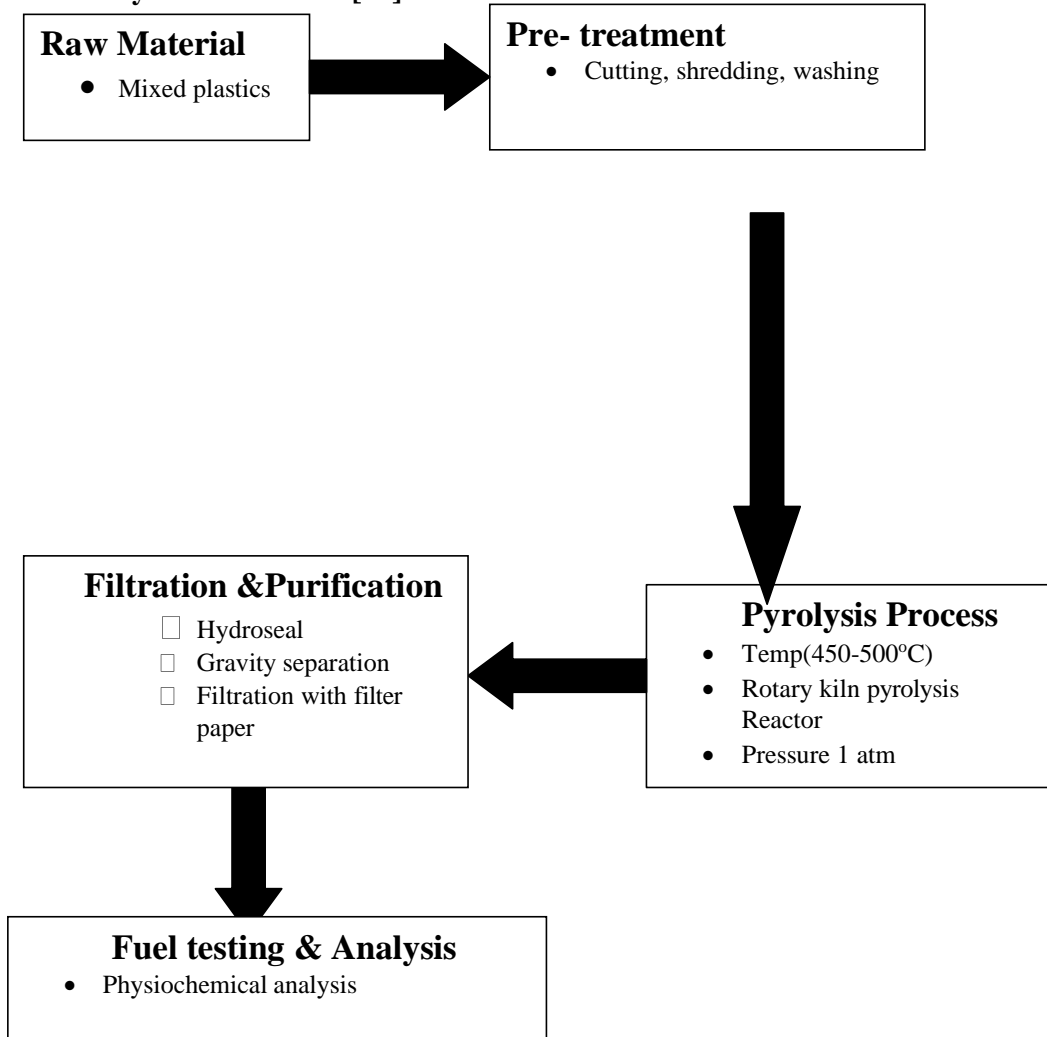 Raw Material
● Mixed plastics
Pre- treatment
• Cutting, shredding, washing
Pyrolysis Process
• Temp(450-500°C)
• Rotary kiln pyrolysis
Reactor
• Pressure 1 atm
Filtration &Purification
Hydroseal
Gravity separation
Filtration with filter
paper
Fuel testing & Analysis
• Physiochemical analysis